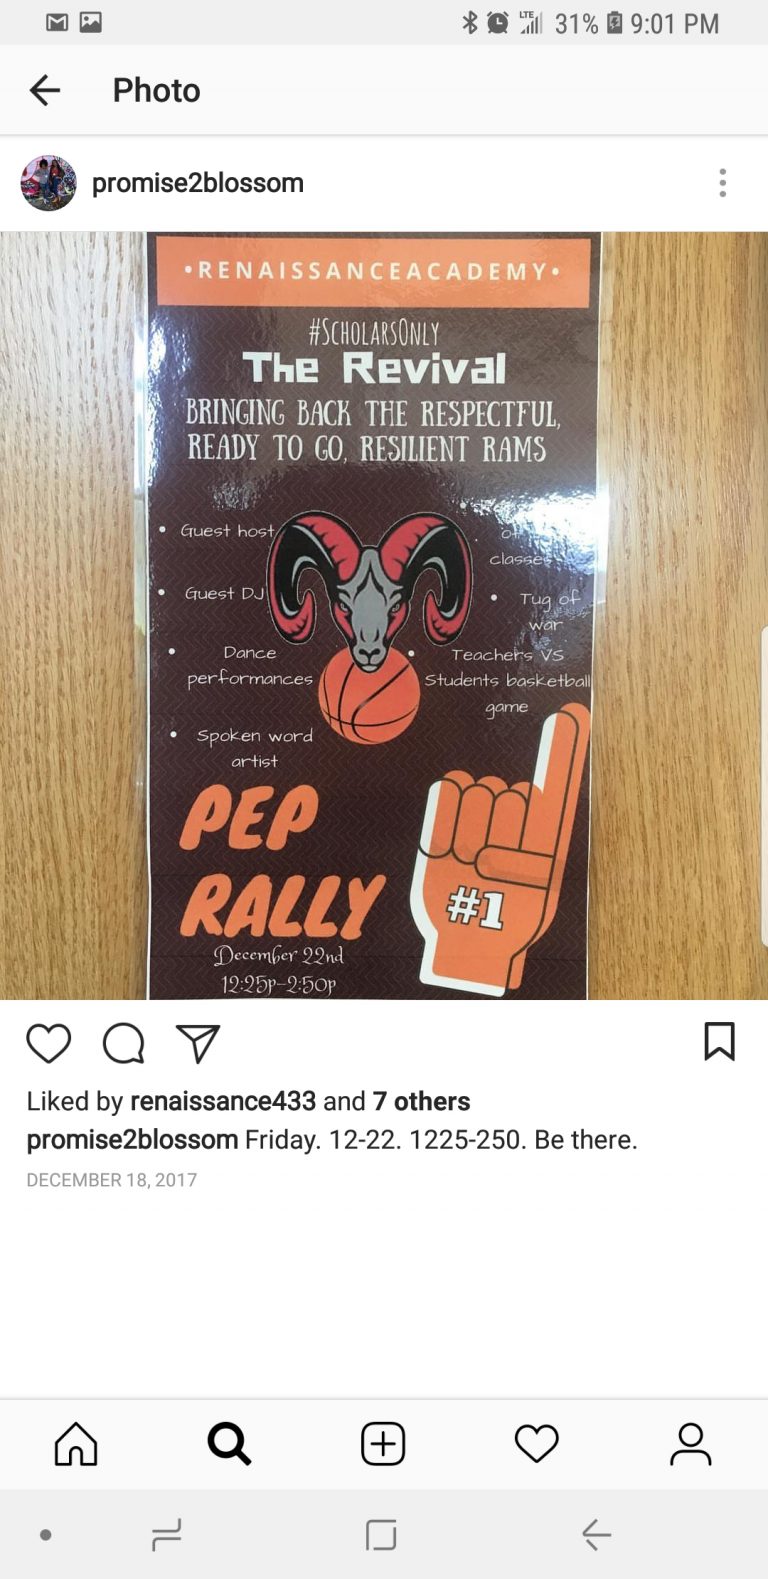 31% 9:01 PM
Photo
promise2blossom
•RENAISSANCEACADEMY•
#SCHOLARSONLY
The Revival
BRINGING BACK THE RESPECTFUL,
READY TO GO, RESILIENT RAMS
• Guest host
• Guest DJ
• Dance
performances
• Spoken word
artist
of
classes
• Tug of
war
• Teachers VS
Students basketball
game
PEP
RALLY
#1
December 22nd
12:25p-2:50p
Liked by renaissance433 and 7 others
promise2blossom Friday. 12-22. 1225-250. Be there.
DECEMBER 18, 2017